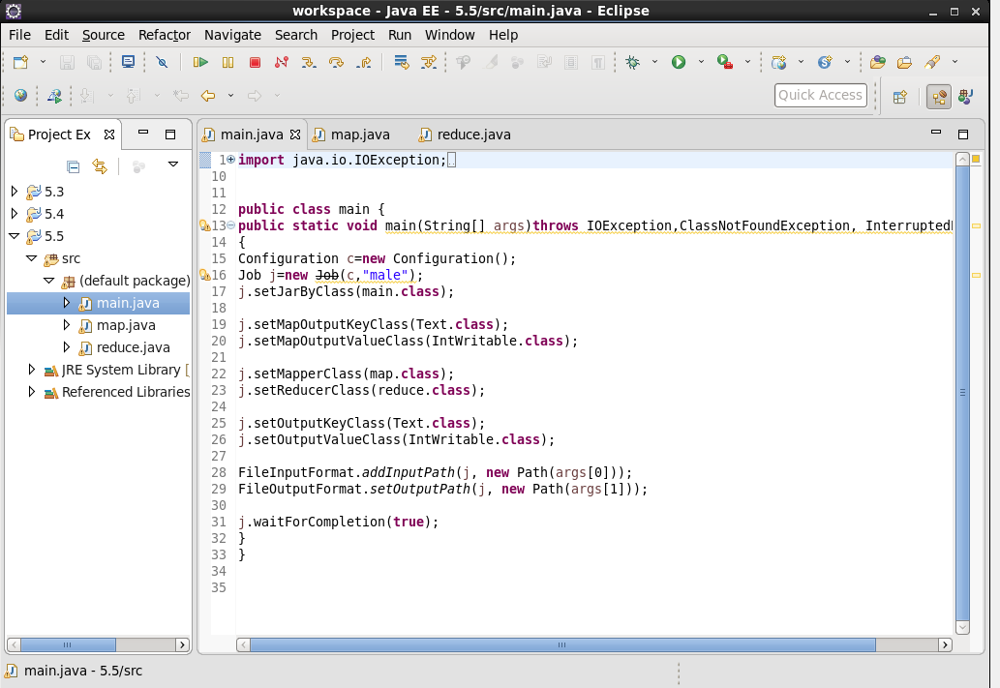 workspace - Java EE - 5.5/src/main.java - Eclipse
File Edit Source Refactor Navigate Search Project Run Window Help
Quick Access
Project Ex
main.java map.java reduce.java
5.3
5.4
5.5
src
(default package)
main.java
map.java
reduce.java
JRE System Library [
Referenced Libraries
1 import java.io.IOException;
10
11
12 public class main {
13 public static void main(String[] args)throws IOException,ClassNotFoundException, Interrupted
14 {
15 Configuration c=new Configuration();
16 Job j=new Job(c,"male");
17 j.setJarByClass(main.class);
18
19 j.setMapOutputKeyClass(Text.class);
20 j.setMapOutputValueClass(IntWritable.class);
21
22 j.setMapperClass(map.class);
23 j.setReducerClass(reduce.class);
24
25 j.setOutputKeyClass(Text.class);
26 j.setOutputValueClass(IntWritable.class);
27
28 FileInputFormat.addInputPath(j, new Path(args[0]));
29 FileOutputFormat.setOutputPath(j, new Path(args[1]));
30
31 j.waitForCompletion(true);
32 }
33 }
34
35
main.java - 5.5/src